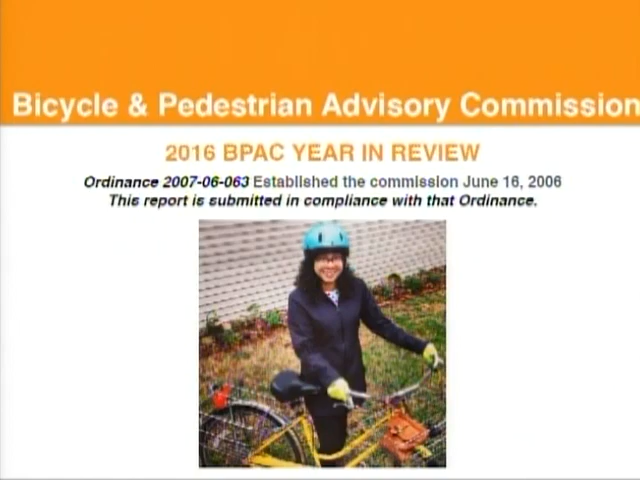 Bicycle & Pedestrian Advisory Commission
2016 BPAC YEAR IN REVIEW
Ordinance 2007-06-063 Established the commission June 16, 2006
This report is submitted in compliance with that Ordinance.